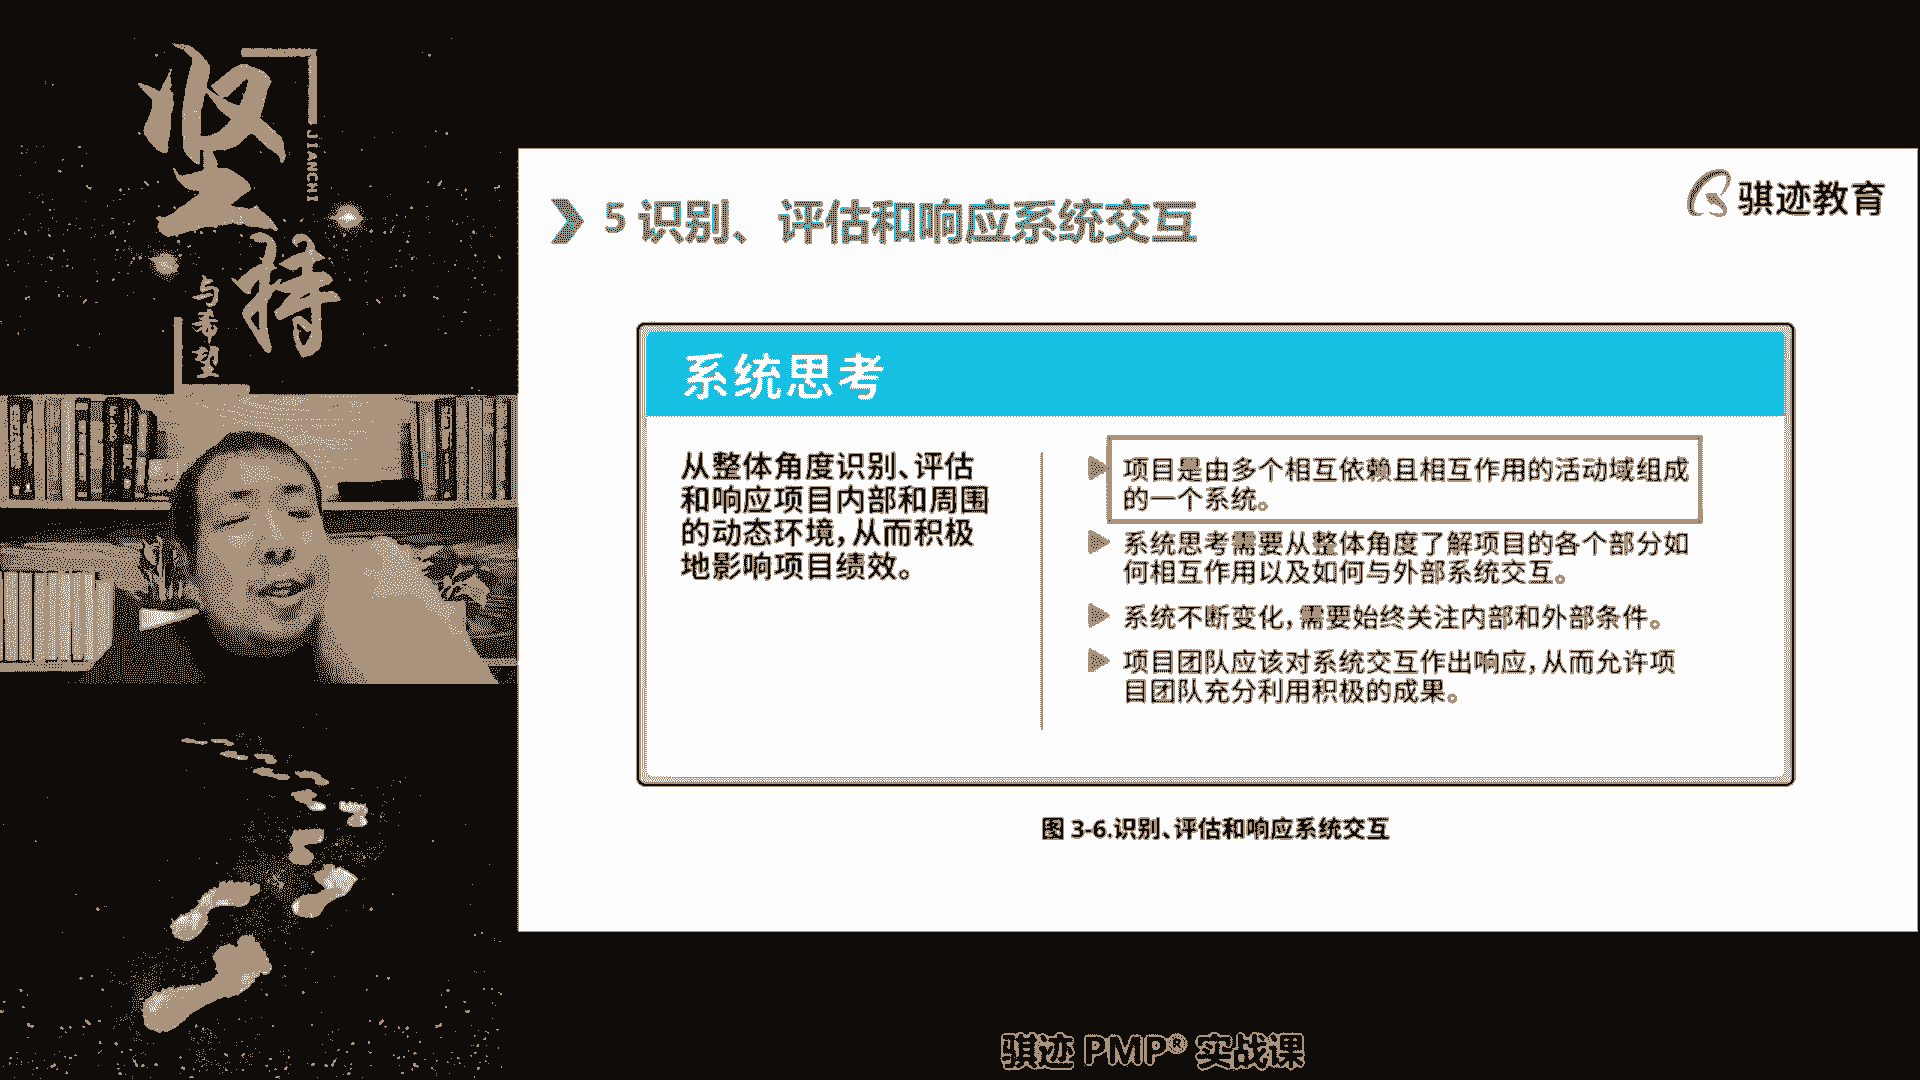 坚持
JIANCHI
与希望
骐迹教育
5 识别、评估和响应系统交互
系统思考
从整体角度识别、评估
和响应项目内部和周围
的动态环境,从而积极
地影响项目绩效。
项目是由多个相互依赖且相互作用的活动域组成
的一个系统。
系统思考需要从整体角度了解项目的各个部分如
何相互作用以及如何与外部系统交互。
系统不断变化,需要始终关注内部和外部条件。
项目团队应该对系统交互作出响应,从而允许项
目团队充分利用积极的成果。
图 3-6.识别、评估和响应系统交互
骐迹 PMP® 实战课